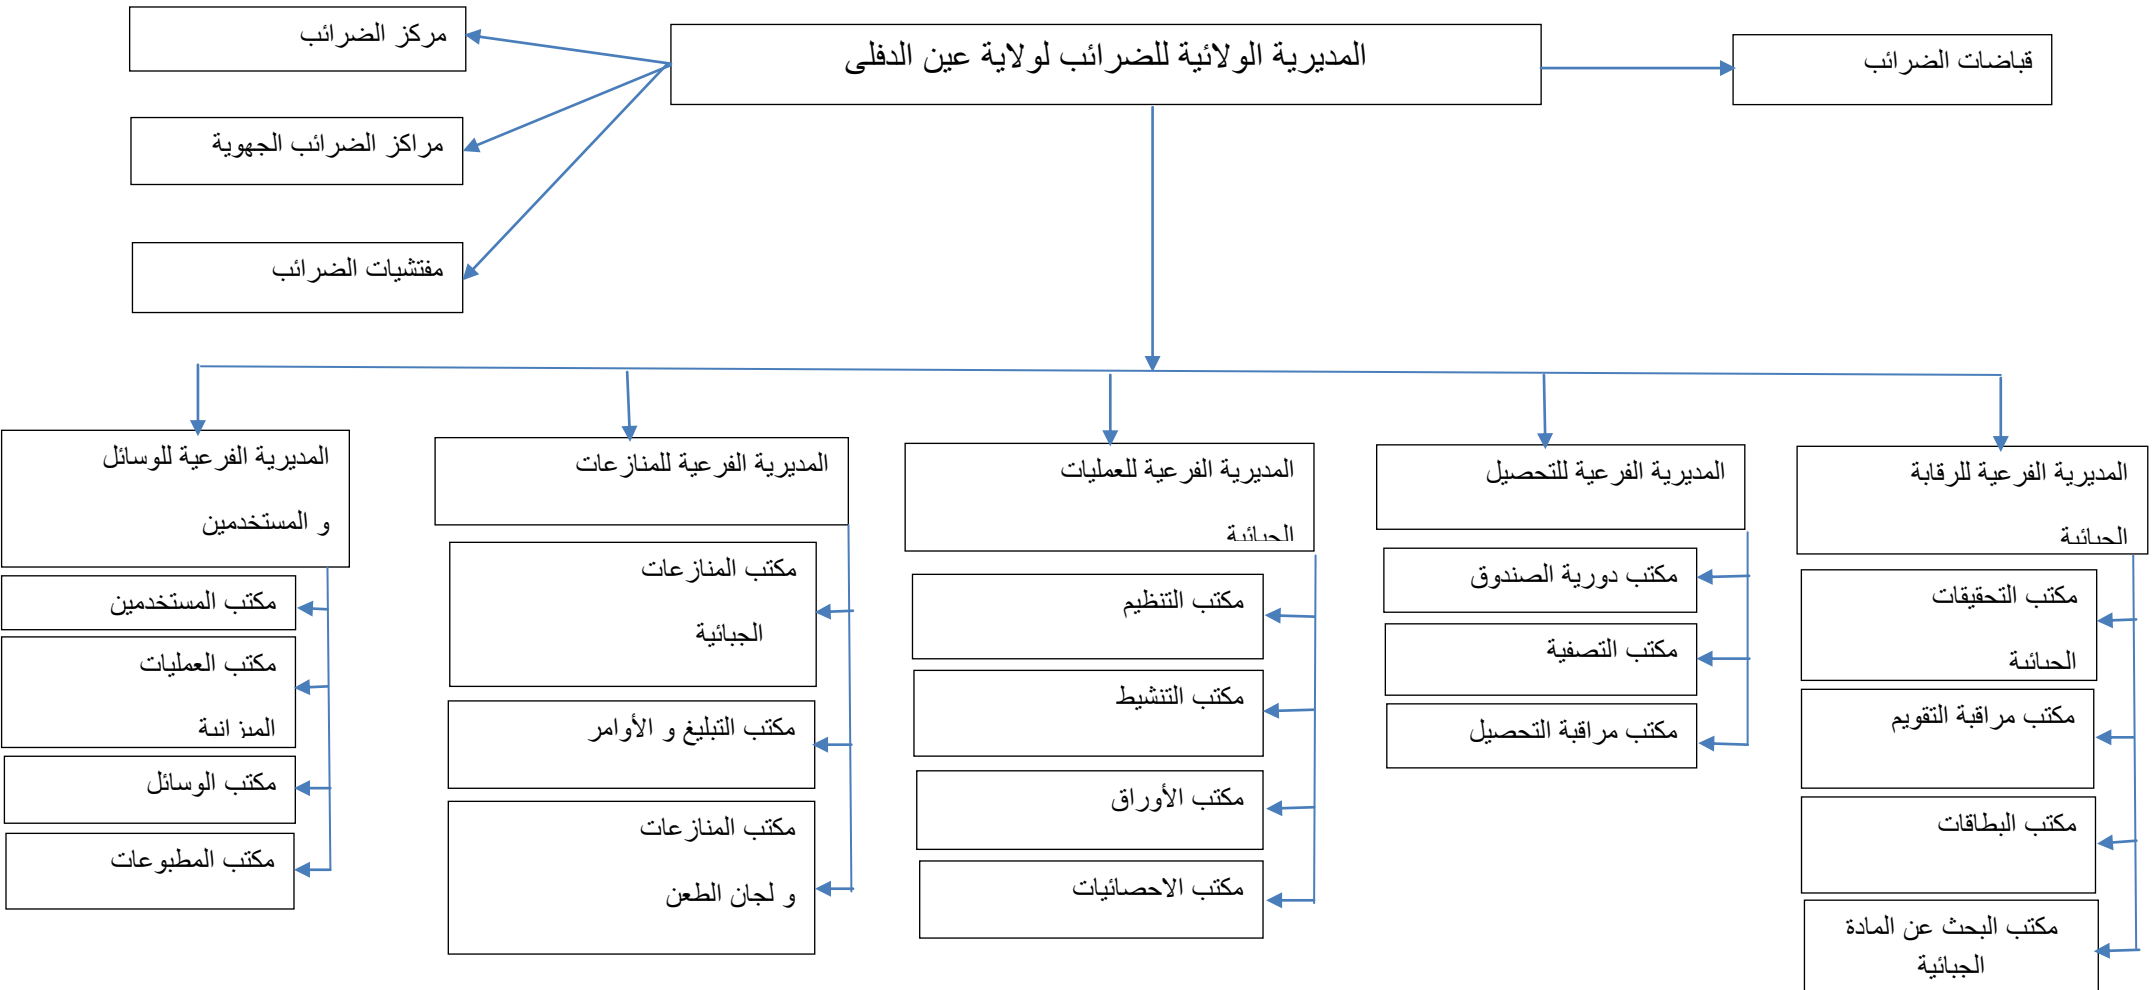 المديرية الولائية للضرائب لولاية عين الدفلى
قباضات الضرائب
مركز الضرائب
مراكز الضرائب الجهوية
مفتشيات الضرائب
المديرية الفرعية للرقابة
الجبائية
مكتب التحقيقات
الجبائية
مكتب مراقبة التقويم
مكتب البطاقات
مكتب البحث عن المادة
الجبائية
المديرية الفرعية للتحصيل
مكتب دورية الصندوق
مكتب التصفية
مكتب مراقبة التحصيل
المديرية الفرعية للعمليات
الجبائية
مكتب التنظيم
مكتب التنشيط
مكتب الأوراق
مكتب الاحصائيات
المديرية الفرعية للمنازعات
مكتب المنازعات
الجبائية
مكتب التبليغ و الأوامر
مكتب المنازعات
و لجان الطعن
المديرية الفرعية للوسائل
و المستخدمين
مكتب المستخدمين
مكتب العمليات
الميزانية
مكتب الوسائل
مكتب المطبوعات